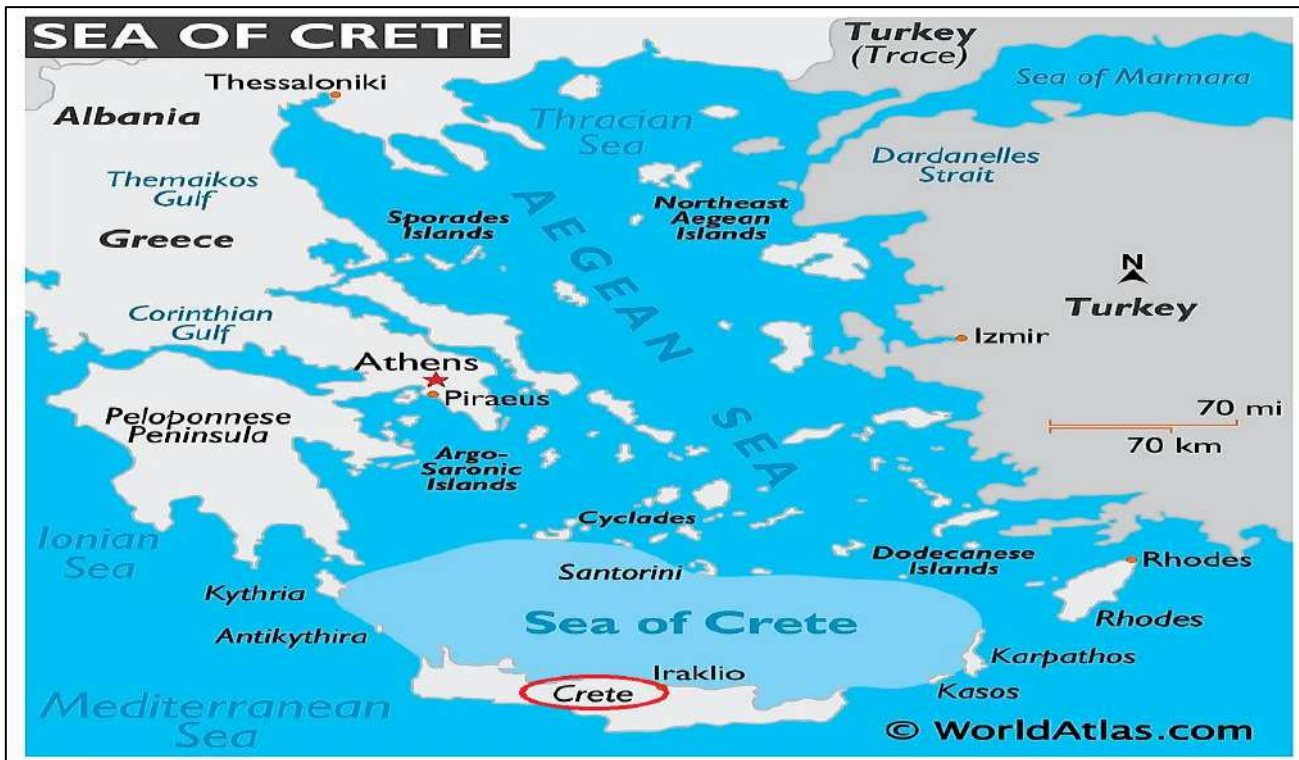 SEA OF CRETE
Turkey
(Trace)
Sea of Marmara
Thessaloniki
Albania
Thracian
Sea
Dardanelles
Strait
Themaikos
Gulf
Sporades
Islands
Northeast
Aegean
Islands
Greece
AEGEAN SEA
N
Turkey
Corinthian
Gulf
Izmir
Athens
Piraeus
70 mi
70 km
Peloponnese
Peninsula
Argo-
Saronic
Islands
Cyclades
Ionian
Sea
Dodecanese
Islands
Rhodes
Santorini
Kythria
Rhodes
Sea of Crete
Antikythira
Karpathos
Iraklio
Kasos
Crete
Mediterranean
Sea
© WorldAtlas.com